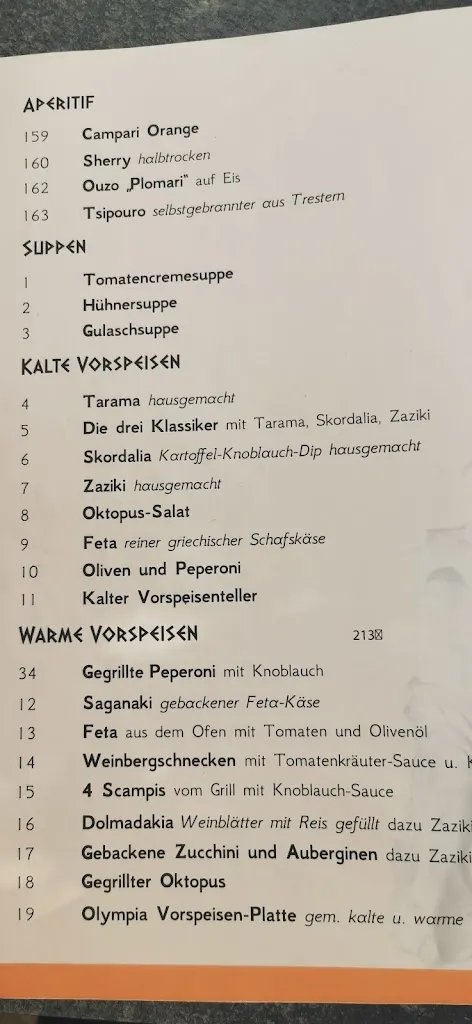 APERITIF
159 Campari Orange
160 Sherry halbtrocken
162 Ouzo „Plomari" auf Eis
163 Tsipouro selbstgebrannter aus Trestern
SUPPEN
1 Tomatencremesuppe
2 Hühnersuppe
3 Gulaschsuppe
KALTE VORSPEISEN
4 Tarama hausgemacht
5 Die drei Klassiker mit Tarama, Skordalia, Zaziki
6 Skordalia Kartoffel-Knoblauch-Dip hausgemacht
7 Zaziki hausgemacht
8 Oktopus-Salat
9 Feta reiner griechischer Schafskäse
10 Oliven und Peperoni
11 Kalter Vorspeisenteller
WARME VORSPEISEN 213
34 Gegrillte Peperoni mit Knoblauch
12 Saganaki gebackener Feta-Käse
13 Feta aus dem Ofen mit Tomaten und Olivenöl
14 Weinbergschnecken mit Tomatenkräuter-Sauce u.
15 4 Scampis vom Grill mit Knoblauch-Sauce
16 Dolmadakia Weinblätter mit Reis gefüllt dazu Zaziki
17 Gebackene Zucchini und Auberginen dazu Zaziki
18 Gegrillter Oktopus
19 Olympia Vorspeisen-Platte gem. kalte u. warme